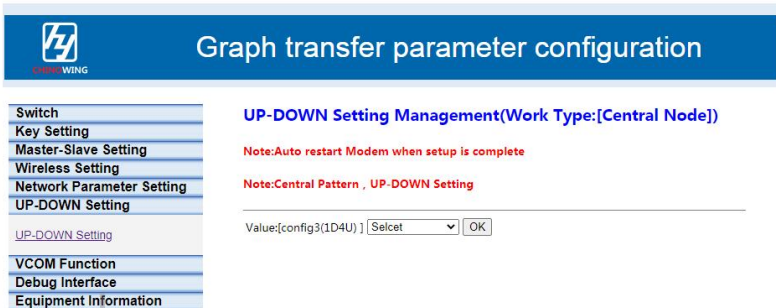 CHENGWING
Graph transfer parameter configuration
Switch
Key Setting
Master-Slave Setting
Wireless Setting
Network Parameter Setting
UP-DOWN Setting
UP-DOWN Setting
VCOM Function
Debug Interface
Equipment Information
UP-DOWN Setting Management(Work Type:[Central Node])
Note:Auto restart Modem when setup is complete
Note:Central Pattern , UP-DOWN Setting
Value:[config3(1D4U) ] Selcet OK